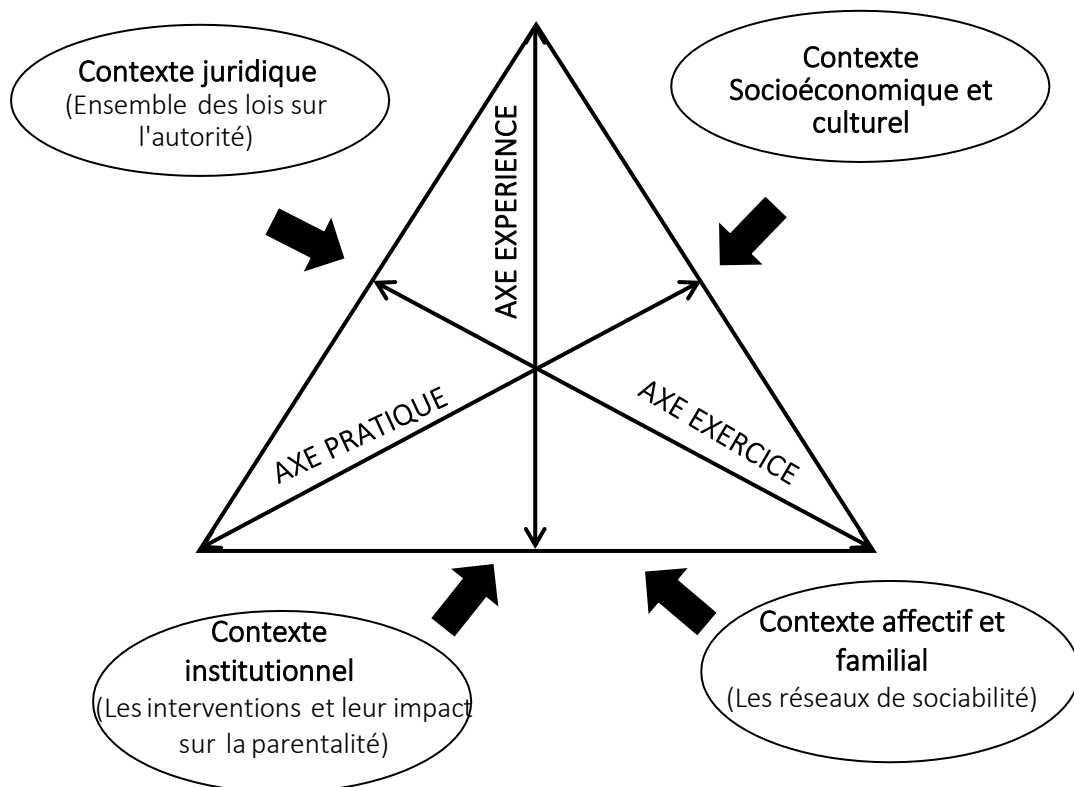 Contexte juridique
(Ensemble des lois sur
l'autorité)
Contexte
Socioéconomique et
culturel
AXE EXPERIENCE
AXE PRATIQUE
AXE EXERCICE
Contexte
institutionnel
(Les interventions et leur impact
sur la parentalité)
Contexte affectif et
familial
(Les réseaux de sociabilité)